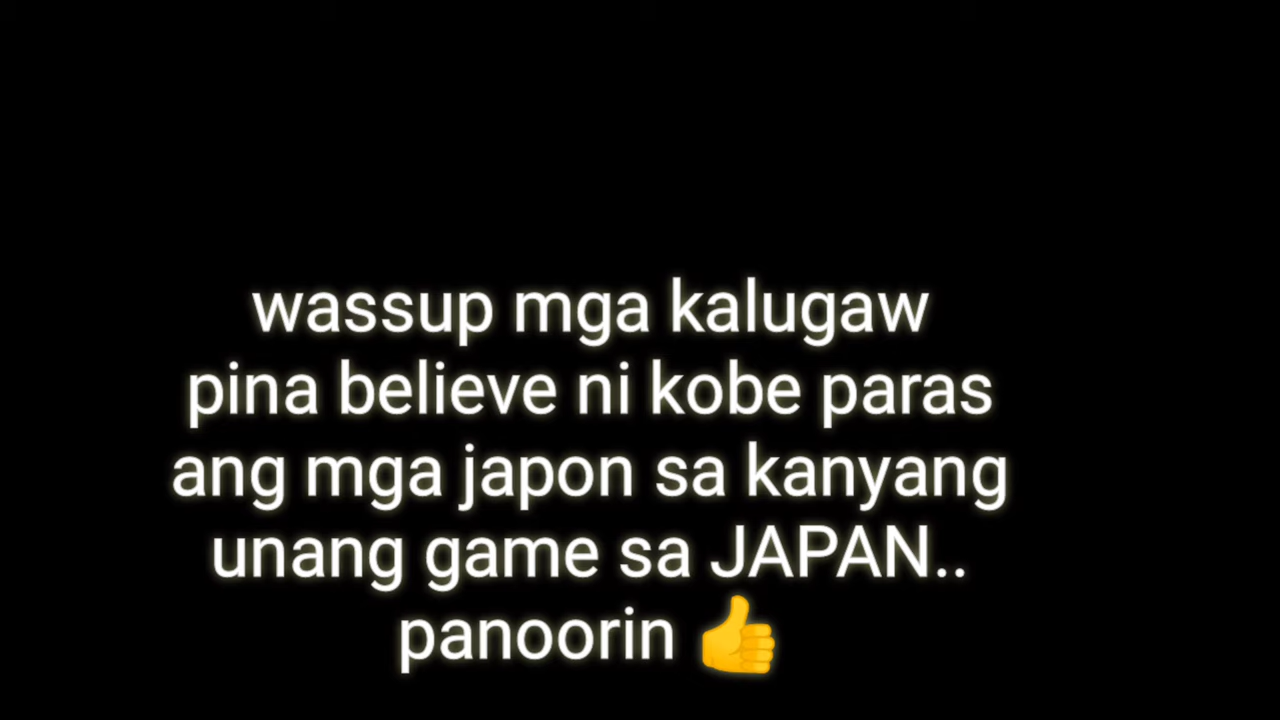 wassup mga kalugaw
pina believe ni kobe paras
ang mga japon sa kanyang
unang game sa JAPAN..
panoorin 👍